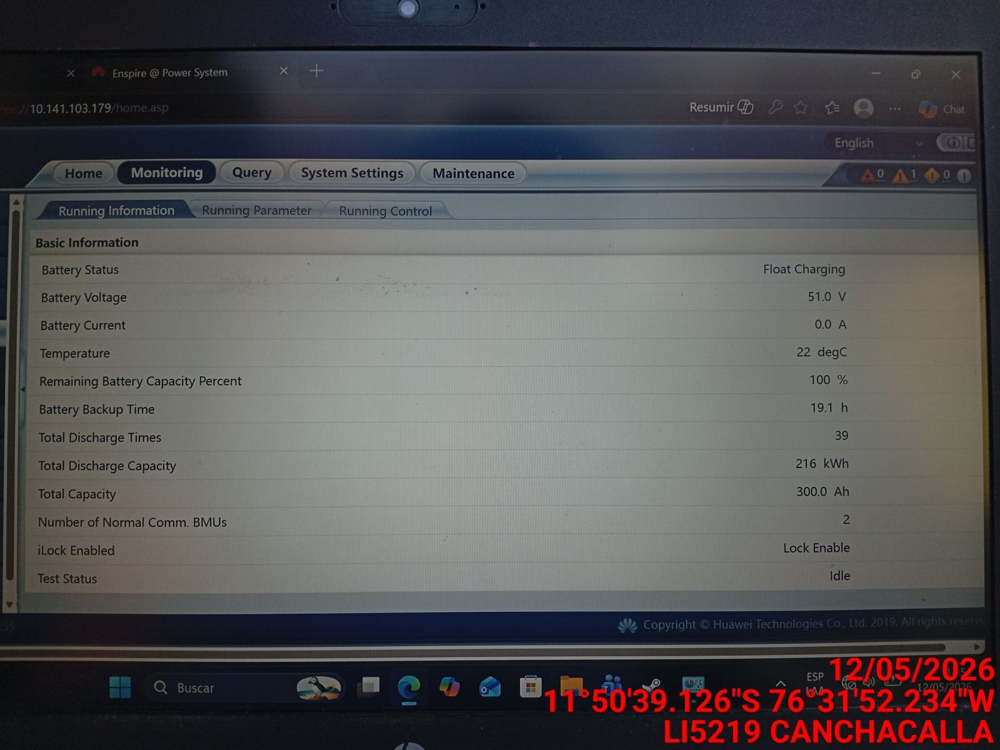 Enspire @ Power System
://10.141.103.179/home.asp
Resumir
Chat
English
Home Monitoring Query System Settings Maintenance
0 1 0
Running Information Running Parameter Running Control
Basic Information
Battery Status Float Charging
Battery Voltage 51.0 V
Battery Current 0.0 A
Temperature 22 degC
Remaining Battery Capacity Percent 100 %
Battery Backup Time 19.1 h
Total Discharge Times 39
Total Discharge Capacity 216 kWh
Total Capacity 300.0 Ah
Number of Normal Comm. BMUs 2
iLock Enabled Lock Enable
Test Status Idle
Copyright © Huawei Technologies Co., Ltd. 2019. All rights reserve
Buscar
ESP
LAA
12/05/2026
12/05/2026
11°50'39.126"S 76°31'52.234"W
LI5219 CANCHACALLA